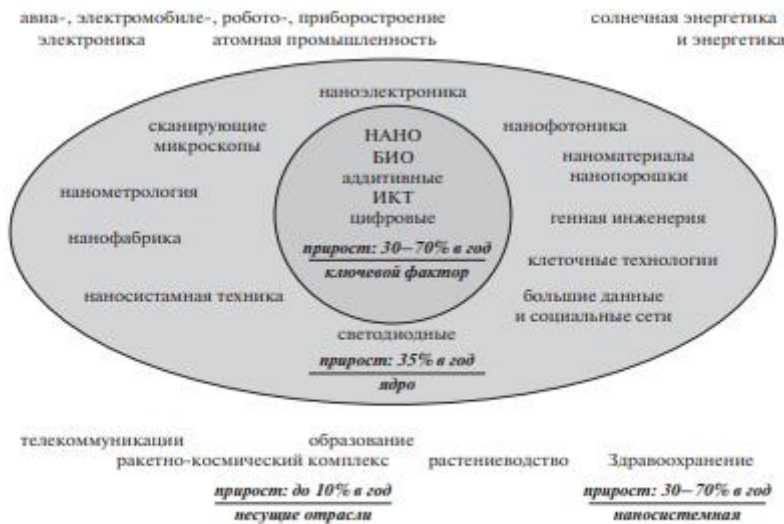 авиа-, электромобиле-, робото-, приборостроение
солнечная энергетика
электроника
атомная промышленность
и энергетика
наноэлектроника
сканирующие
микроскопы
НАНО
БИО
аддитивные
ИКТ
цифровые
прирост: 30–70% в год
ключевой фактор
нанофотоника
наноматериалы
нанопорошки
нанометрология
генная инженерия
нанофабрика
клеточные технологии
наносистамная техника
большие данные
и социальные сети
светодиодные
прирост: 35% в год
ядро
телекоммуникации
образование
ракетно-космический комплекс
растениеводство
Здравоохранение
прирост: до 10% в год
несущие отрасли
прирост: 30–70% в год
наносистемная